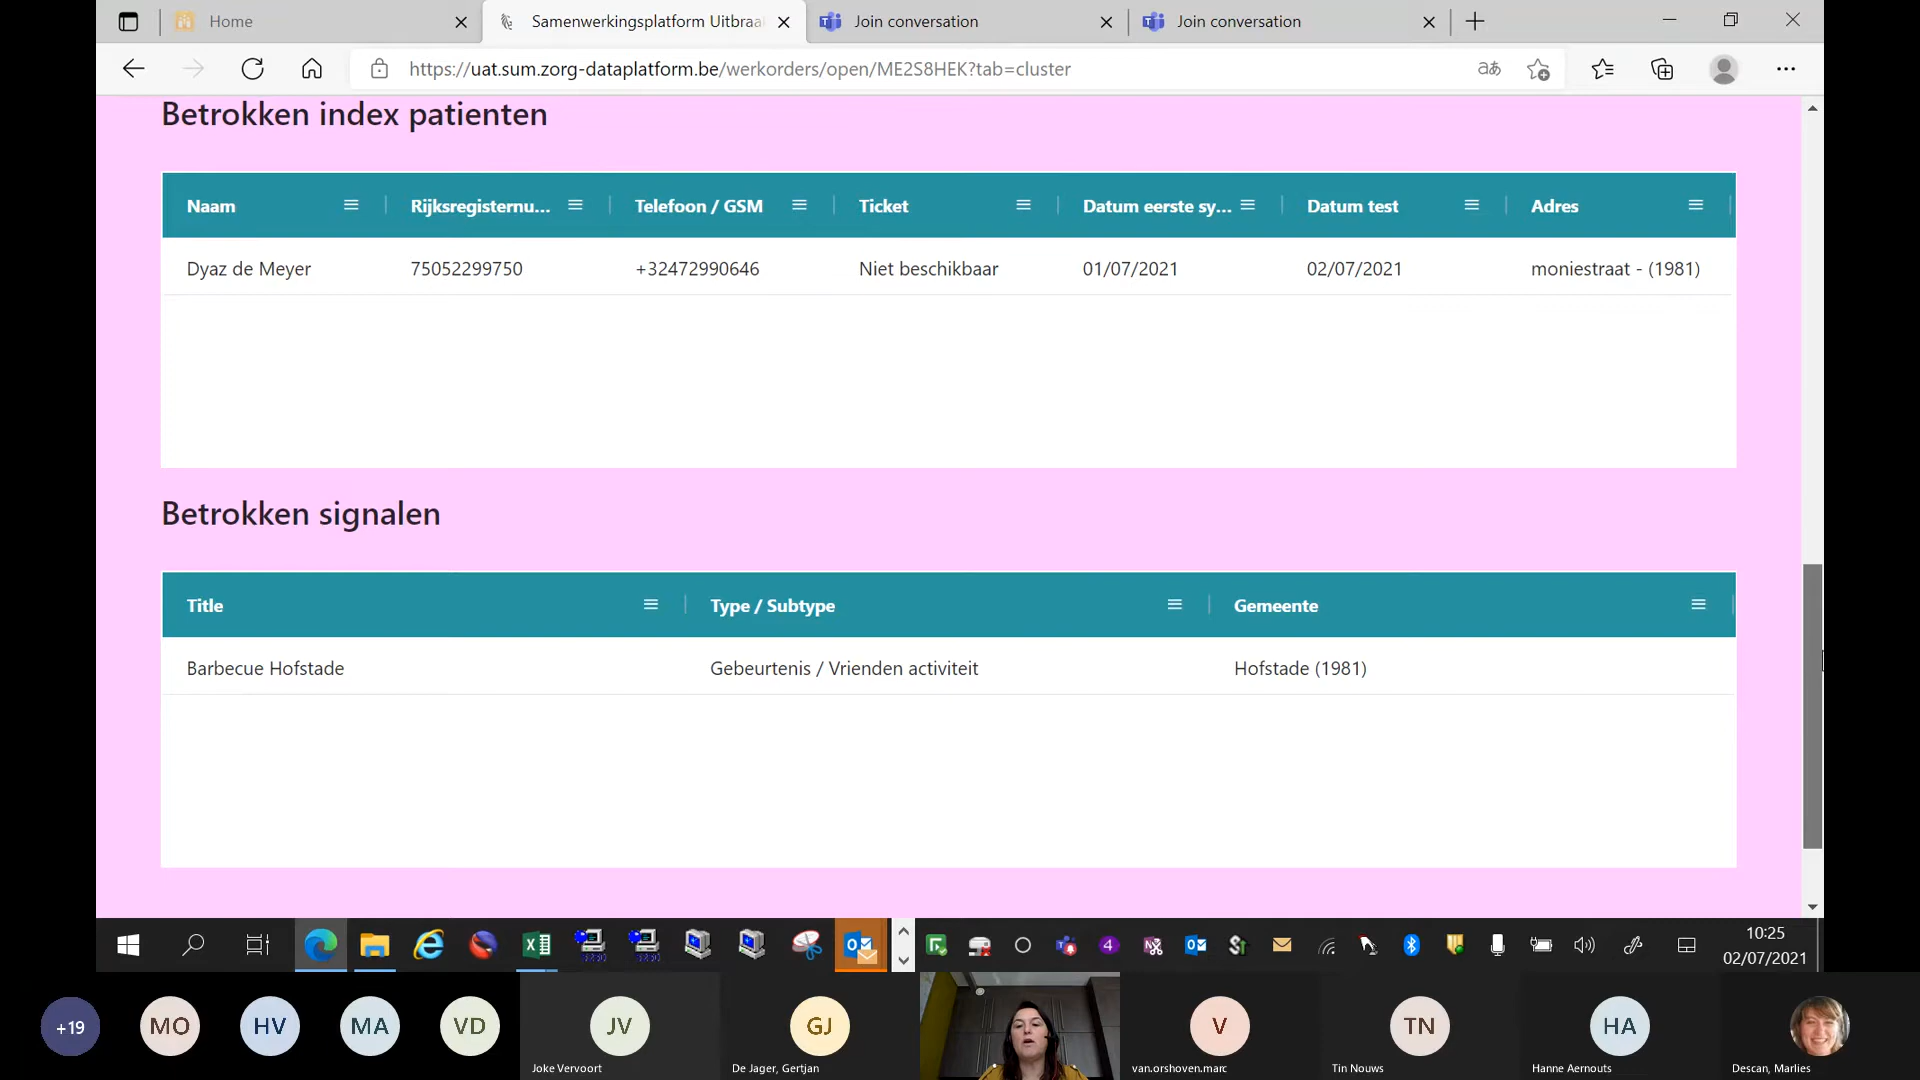 Home
Samenwerkingsplatform Uitbraa
Join conversation
Join conversation
https://uat.sum.zorg-dataplatform.be/werkorders/open/ME2S8HEK?tab=cluster
Betrokken index patienten
Naam Rijksregisternu... Telefoon / GSM Ticket Datum eerste sy... Datum test Adres
Dyaz de Meyer 75052299750 +32472990646 Niet beschikbaar 01/07/2021 02/07/2021 moniestraat - (1981)
Betrokken signalen
Title Type / Subtype Gemeente
Barbecue Hofstade Gebeurtenis / Vrienden activiteit Hofstade (1981)
10:25
02/07/2021
+19 MO HV MA VD JV GJ V TN HA
Joke Vervoort De Jager, Gertjan van.orshoven.marc Tin Nouws Hanne Aernouts Descan, Marlies